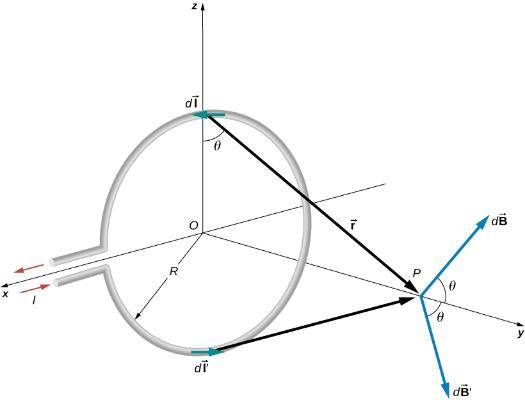 z
dl⃗
θ
O
r⃗
dB⃗
P
θ
R
θ
x
I
y
dl⃗'
dB⃗'